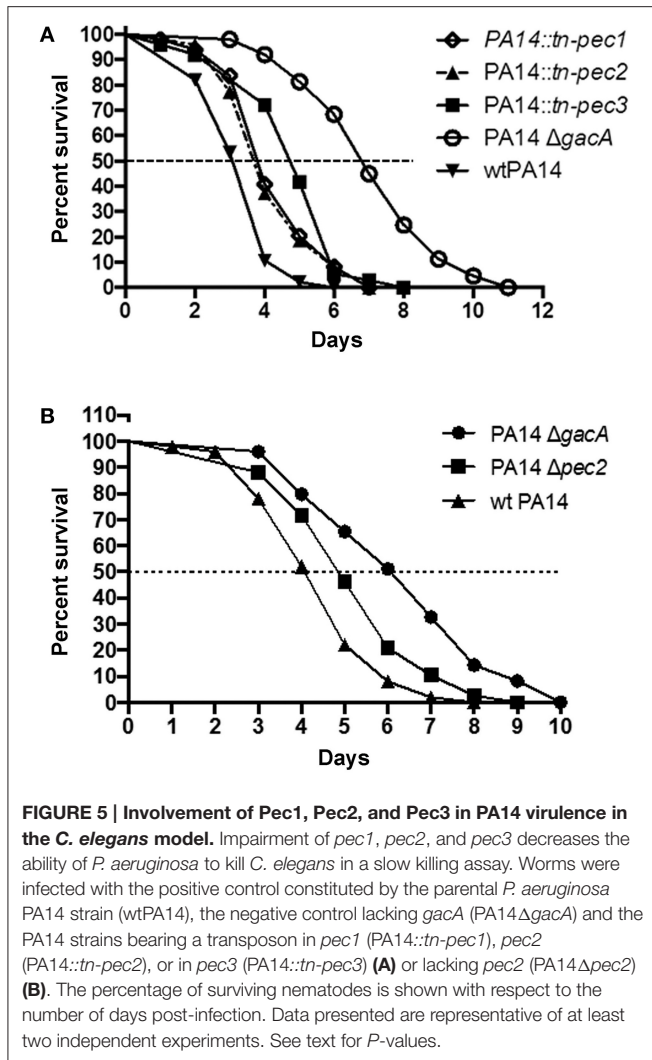 A
PA14::tn-pec1
PA14::tn-pec2
PA14::tn-pec3
PA14 ΔgacA
wtPA14
Percent survival
100
90
80
70
60
50
40
30
20
10
0
0 2 4 6 8 10 12
Days
B
PA14 ΔgacA
PA14 Δpec2
wt PA14
Percent survival
110
100
90
80
70
60
50
40
30
20
10
0
0 1 2 3 4 5 6 7 8 9 10
Days
FIGURE 5 | Involvement of Pec1, Pec2, and Pec3 in PA14 virulence in
the C. elegans model. Impairment of pec1, pec2, and pec3 decreases the
ability of P. aeruginosa to kill C. elegans in a slow killing assay. Worms were
infected with the positive control constituted by the parental P. aeruginosa
PA14 strain (wtPA14), the negative control lacking gacA (PA14ΔgacA) and the
PA14 strains bearing a transposon in pec1 (PA14::tn-pec1), pec2
(PA14::tn-pec2), or in pec3 (PA14::tn-pec3) (A) or lacking pec2 (PA14Δpec2)
(B). The percentage of surviving nematodes is shown with respect to the
number of days post-infection. Data presented are representative of at least
two independent experiments. See text for P-values.